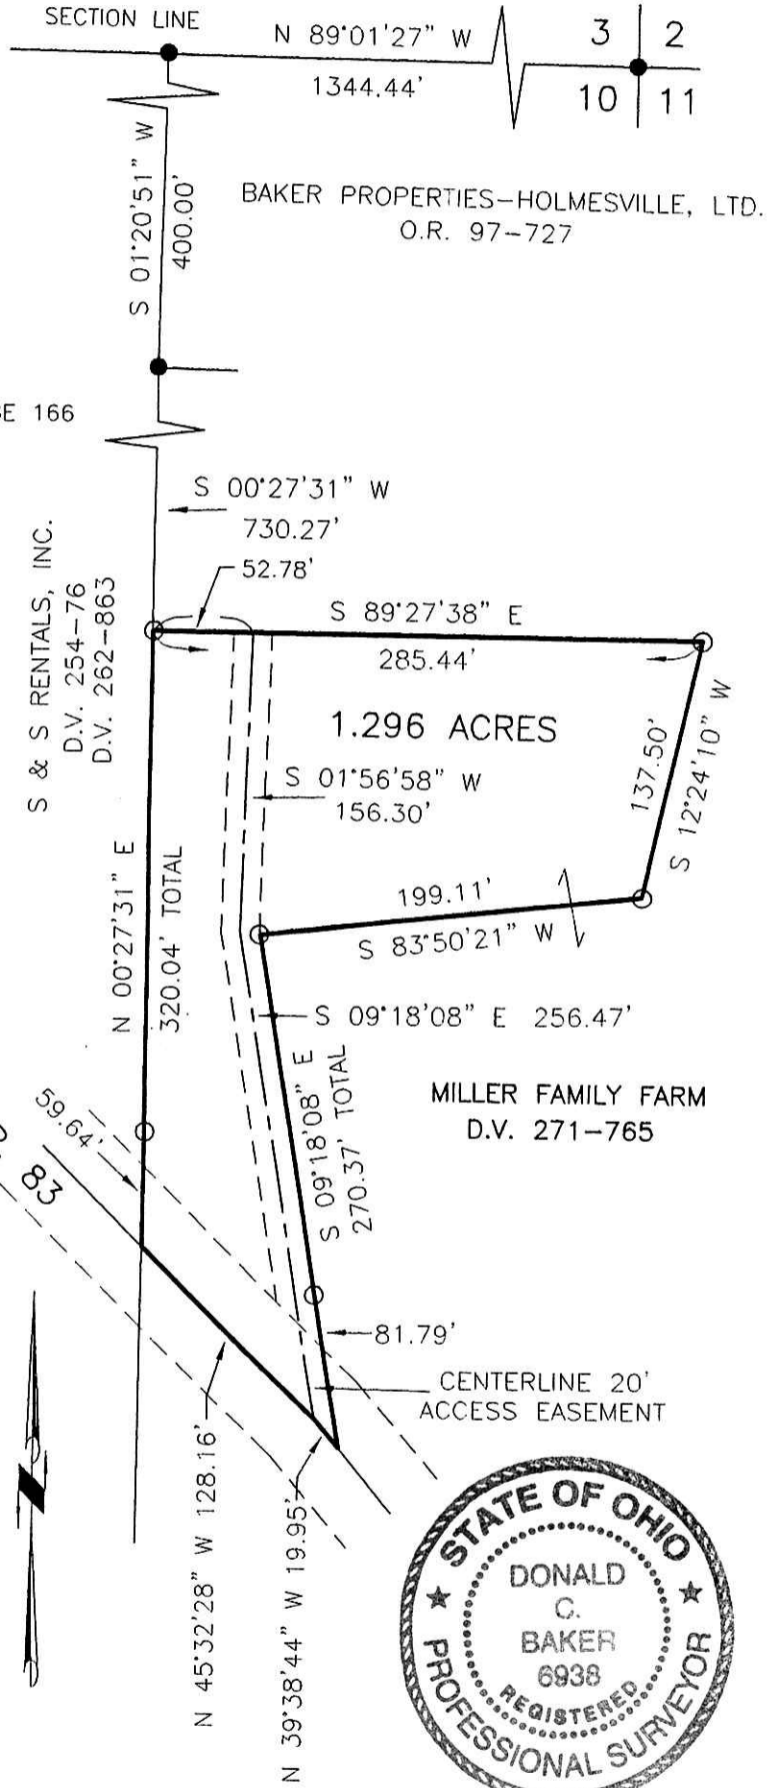 SECTION LINE
N 89°01'27" W
1344.44'
3 2
10 11
S 01°20'51" W
400.00'
BAKER PROPERTIES-HOLMESVILLE, LTD.
O.R. 97-727
166
S 00°27'31" W
730.27'
52.78'
S & S RENTALS, INC.
D.V. 254-76
D.V. 262-863
S 89°27'38" E
285.44'
1.296 ACRES
S 01°56'58" W
156.30'
137.50'
S 12°24'10" W
199.11'
S 83°50'21" W
N 00°27'31" E
320.04' TOTAL
S 09°18'08" E 256.47'
S 09°18'08" E
270.37' TOTAL
MILLER FAMILY FARM
D.V. 271-765
59.64'
83
81.79'
CENTERLINE 20'
ACCESS EASEMENT
N 45°32'28" W 128.16'
N 39°38'44" W 19.95'
STATE OF OHIO
DONALD
C.
BAKER
6938
REGISTERED
PROFESSIONAL SURVEYOR